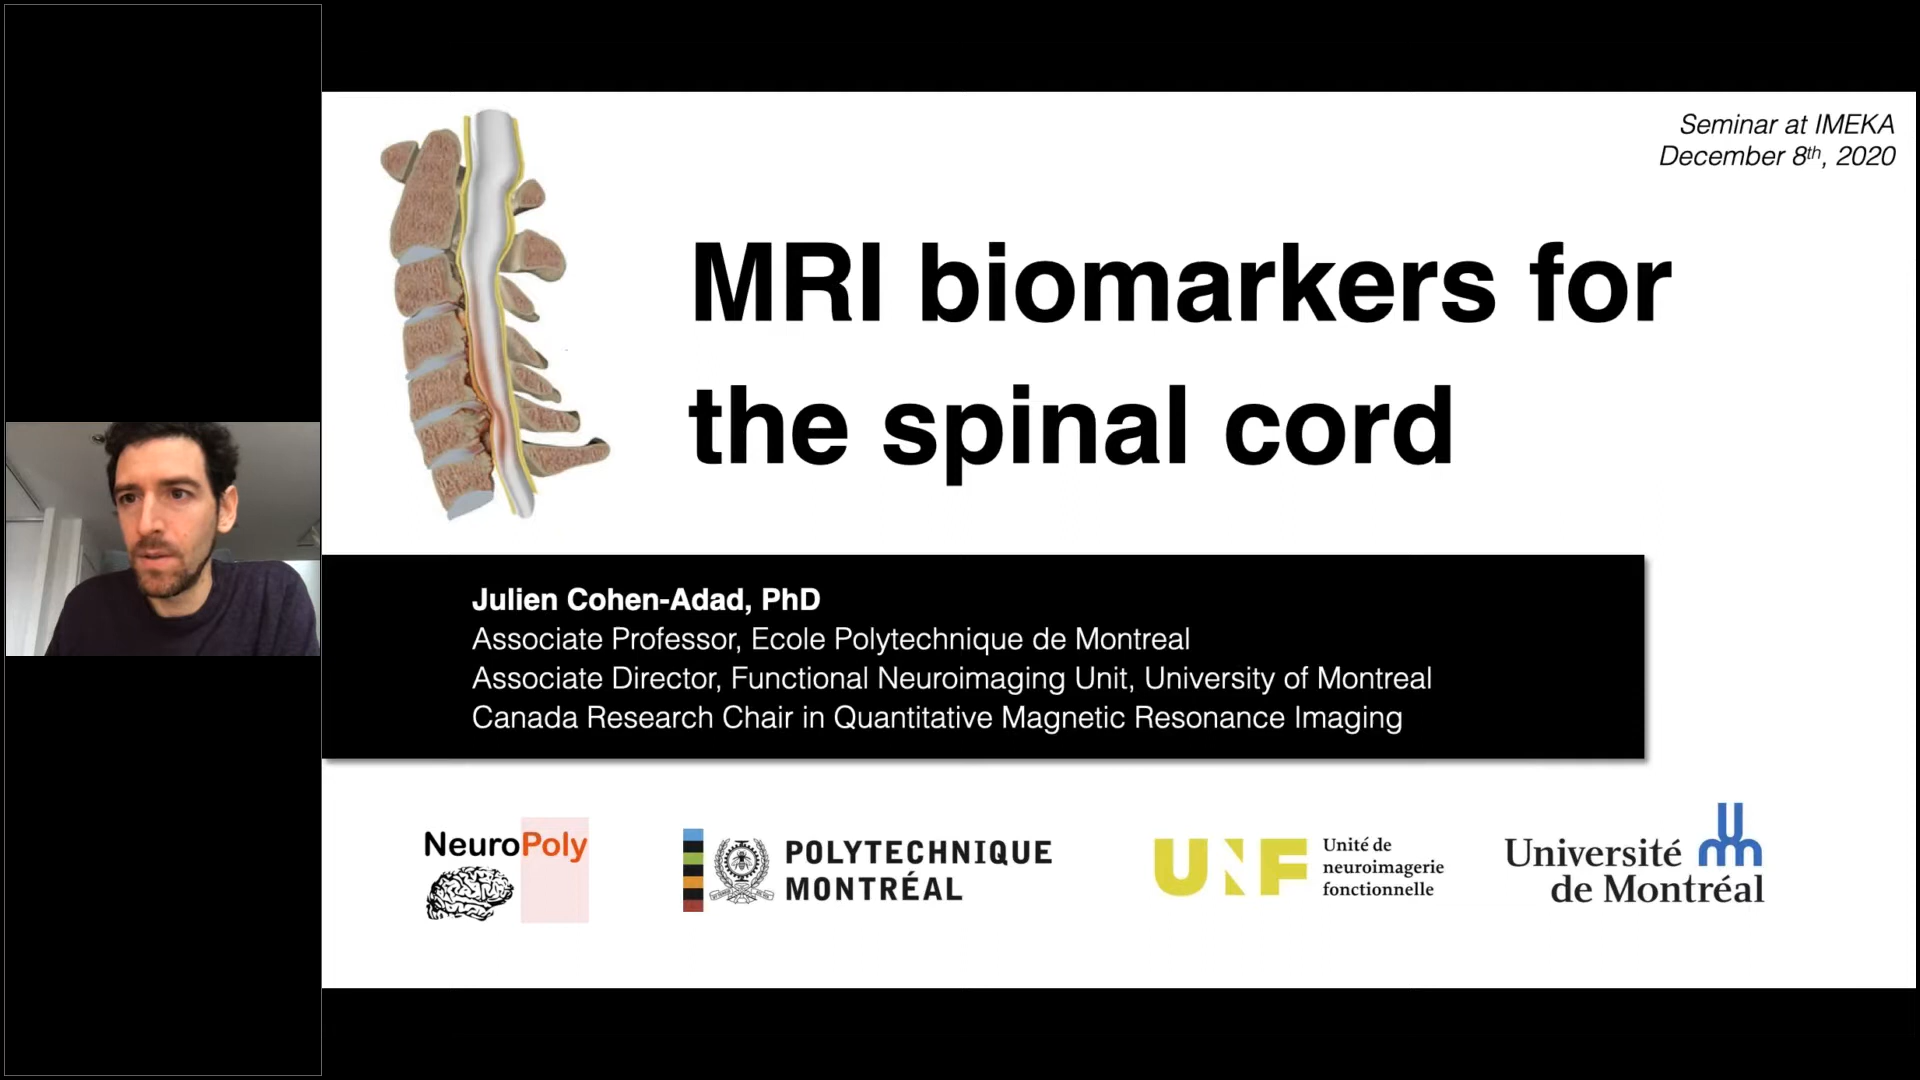 Seminar at IMEKA
December 8th, 2020
MRI biomarkers for
the spinal cord
Julien Cohen-Adad, PhD
Associate Professor, Ecole Polytechnique de Montreal
Associate Director, Functional Neuroimaging Unit, University of Montreal
Canada Research Chair in Quantitative Magnetic Resonance Imaging
NeuroPoly
POLYTECHNIQUE
MONTRÉAL
UNF
Unité de
neuroimagerie
fonctionnelle
Université
de Montréal